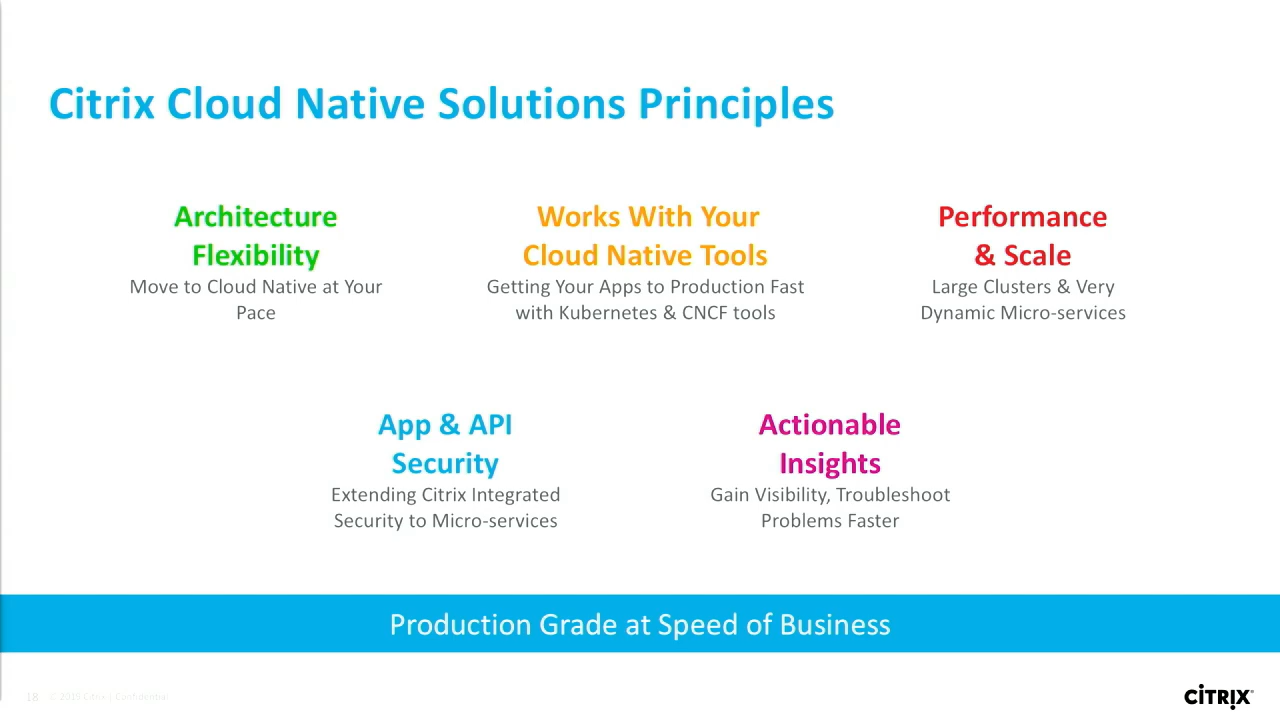 Citrix Cloud Native Solutions Principles
Architecture
Flexibility
Move to Cloud Native at Your
Pace
Works With Your
Cloud Native Tools
Getting Your Apps to Production Fast
with Kubernetes & CNCF tools
Performance
& Scale
Large Clusters & Very
Dynamic Micro-services
App & API
Security
Extending Citrix Integrated
Security to Micro-services
Actionable
Insights
Gain Visibility, Troubleshoot
Problems Faster
Production Grade at Speed of Business
18 © Citrix | Confidential
CITRIX